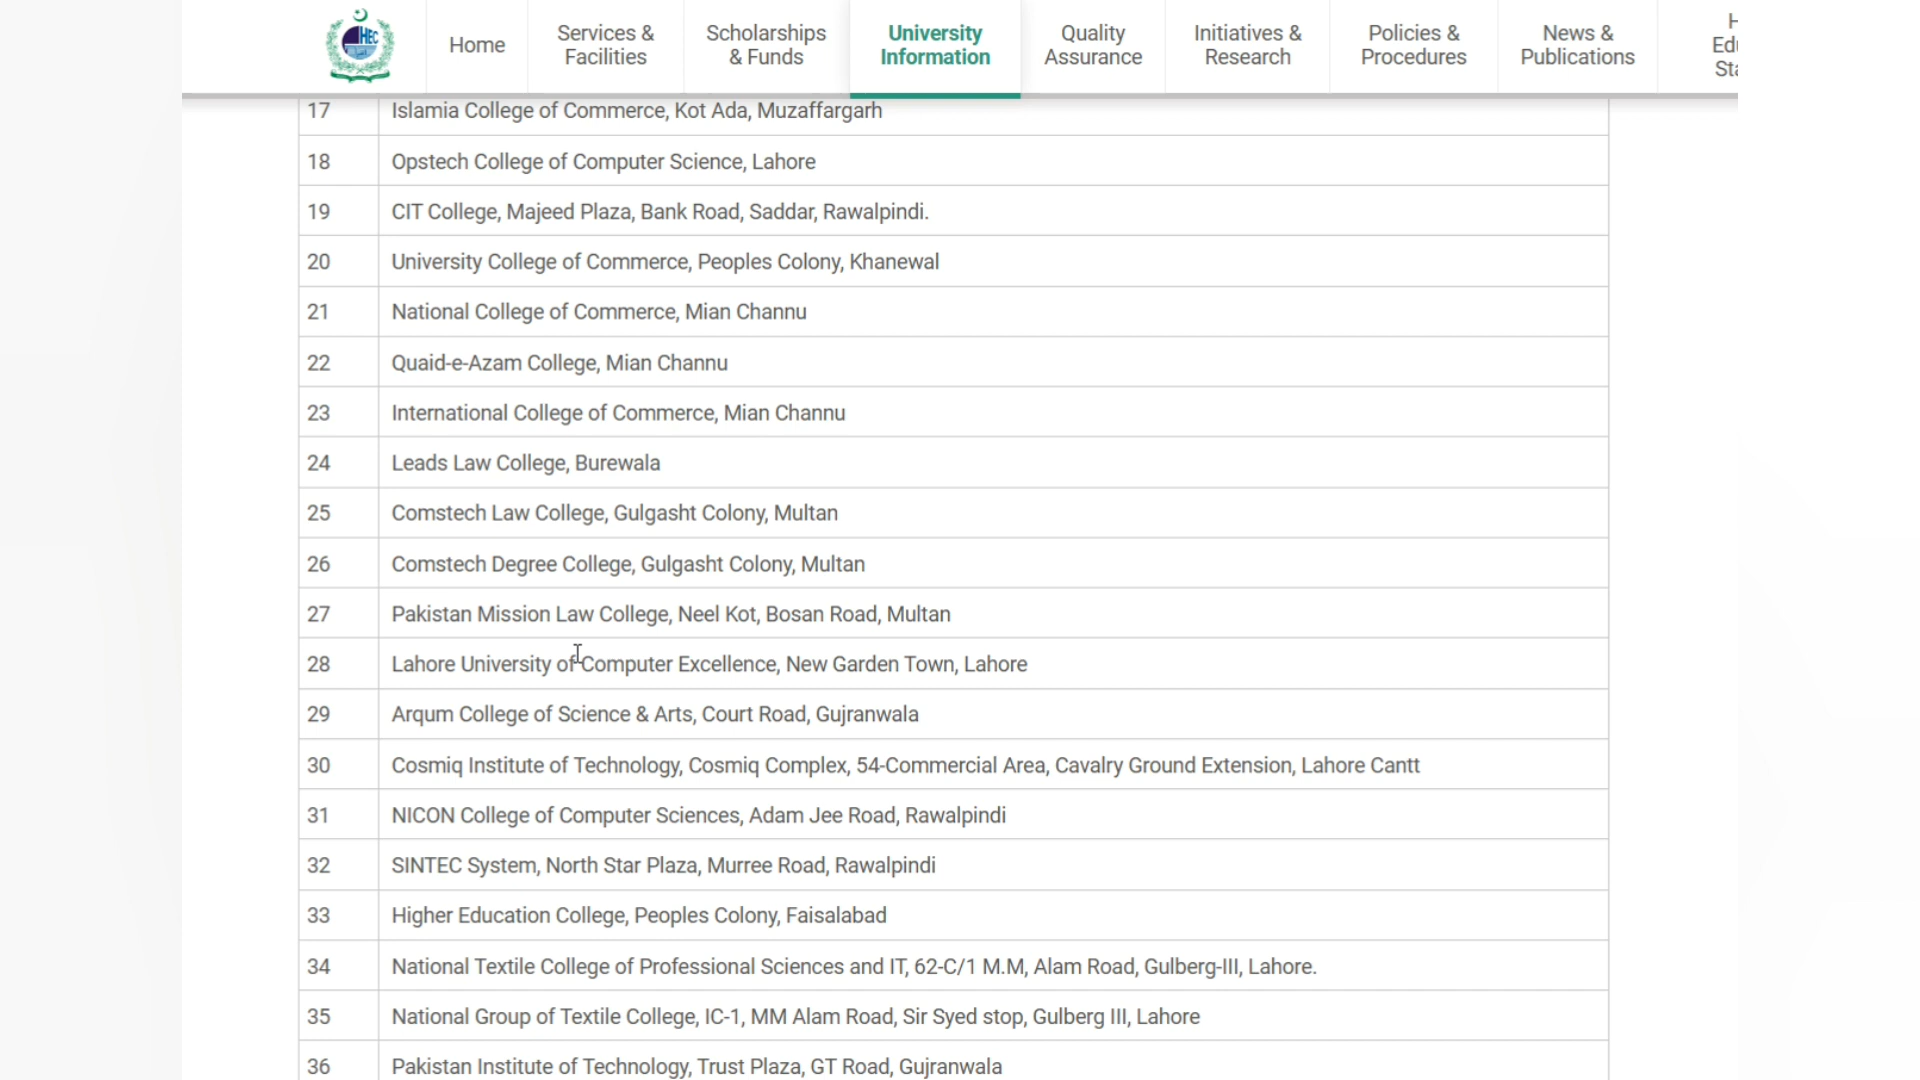 HEC
Home
Services &
Facilities
Scholarships
& Funds
University
Information
Quality
Assurance
Initiatives &
Research
Policies &
Procedures
News &
Publications
17 Islamia College of Commerce, Kot Ada, Muzaffargarh
18 Opstech College of Computer Science, Lahore
19 CIT College, Majeed Plaza, Bank Road, Saddar, Rawalpindi.
20 University College of Commerce, Peoples Colony, Khanewal
21 National College of Commerce, Mian Channu
22 Quaid-e-Azam College, Mian Channu
23 International College of Commerce, Mian Channu
24 Leads Law College, Burewala
25 Comstech Law College, Gulgasht Colony, Multan
26 Comstech Degree College, Gulgasht Colony, Multan
27 Pakistan Mission Law College, Neel Kot, Bosan Road, Multan
28 Lahore University of Computer Excellence, New Garden Town, Lahore
29 Arqum College of Science & Arts, Court Road, Gujranwala
30 Cosmiq Institute of Technology, Cosmiq Complex, 54-Commercial Area, Cavalry Ground Extension, Lahore Cantt
31 NICON College of Computer Sciences, Adam Jee Road, Rawalpindi
32 SINTEC System, North Star Plaza, Murree Road, Rawalpindi
33 Higher Education College, Peoples Colony, Faisalabad
34 National Textile College of Professional Sciences and IT, 62-C/1 M.M, Alam Road, Gulberg-III, Lahore.
35 National Group of Textile College, IC-1, MM Alam Road, Sir Syed stop, Gulberg III, Lahore
36 Pakistan Institute of Technology, Trust Plaza, GT Road, Gujranwala